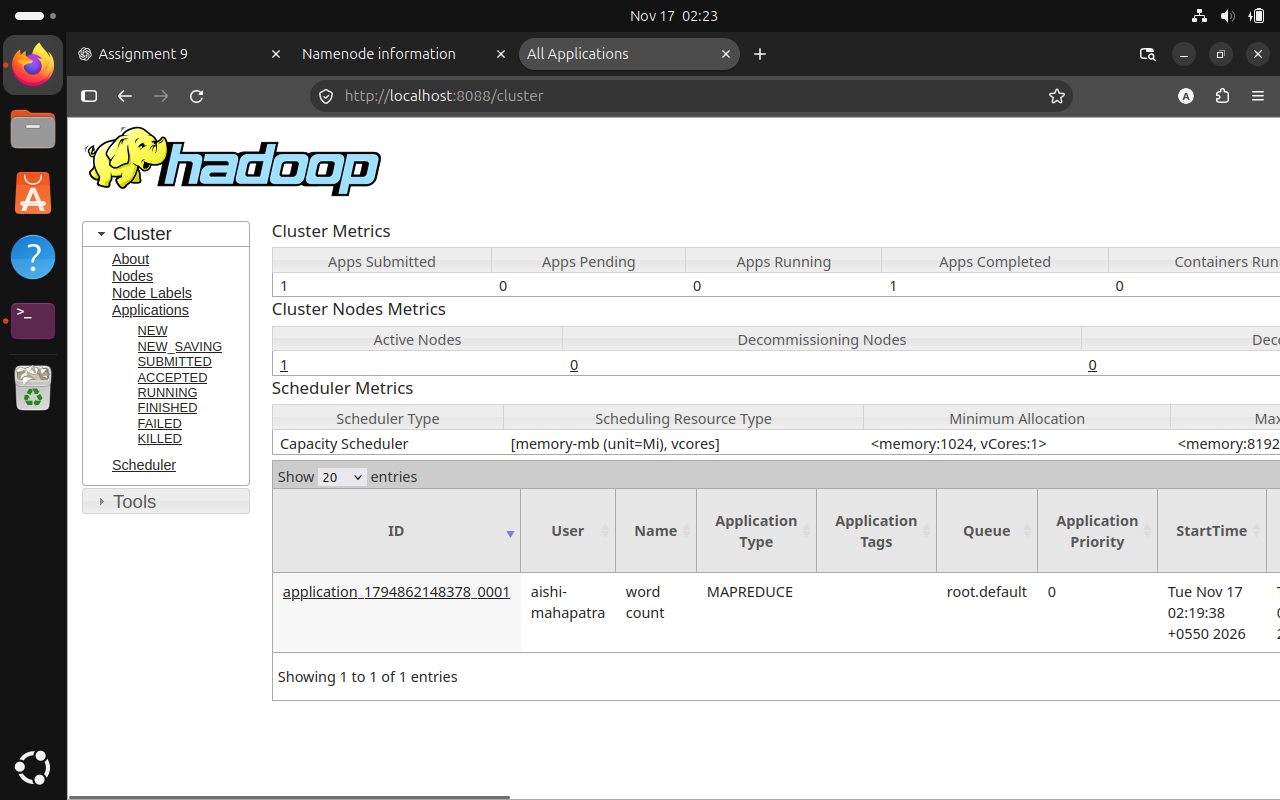 Nov 17 02:23
Assignment 9
Namenode information
All Applications
http://localhost:8088/cluster
A
hadoop
Cluster
About
Nodes
Node Labels
Applications
NEW
NEW_SAVING
SUBMITTED
ACCEPTED
RUNNING
FINISHED
FAILED
KILLED
Scheduler
Tools
Cluster Metrics
Apps Submitted Apps Pending Apps Running Apps Completed Containers Run
1 0 0 1 0
Cluster Nodes Metrics
Active Nodes Decommissioning Nodes Deco
1 0 0
Scheduler Metrics
Scheduler Type Scheduling Resource Type Minimum Allocation Max
Capacity Scheduler [memory-mb (unit=Mi), vcores] <memory:1024, vCores:1> <memory:8192
Show 20 entries
ID User Name Application Type Application Tags Queue Application Priority StartTime
application_1794862148378_0001 aishi-mahapatra word count MAPREDUCE root.default 0 Tue Nov 17 02:19:38 +0550 2026
Showing 1 to 1 of 1 entries